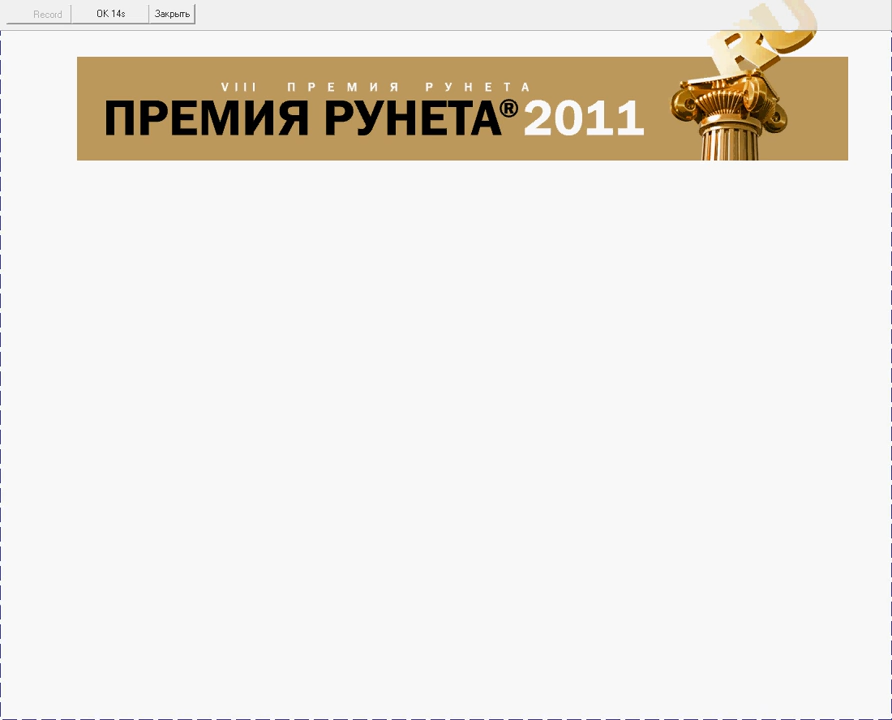 Record
OK 14s
Закрыть
RU
VIII ПРЕМИЯ РУНЕТА
ПРЕМИЯ РУНЕТА® 2011